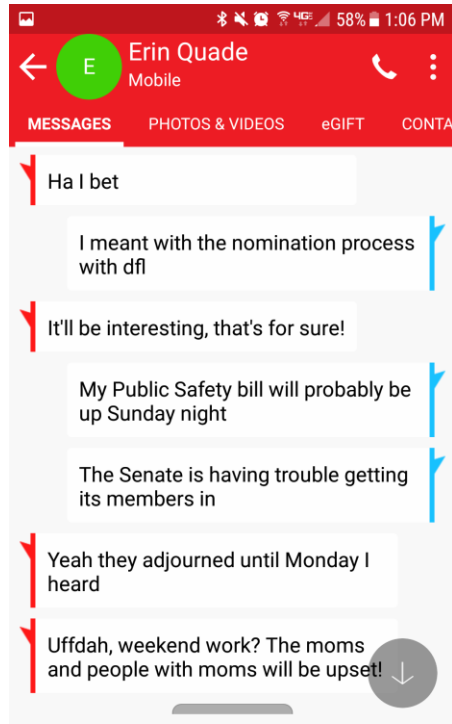 4GE 58% 1:06 PM
E
Erin Quade
Mobile
MESSAGES PHOTOS & VIDEOS eGIFT CONTA
Ha I bet
I meant with the nomination process
with dfl
It'll be interesting, that's for sure!
My Public Safety bill will probably be
up Sunday night
The Senate is having trouble getting
its members in
Yeah they adjourned until Monday I
heard
Uffdah, weekend work? The moms
and people with moms will be upset!